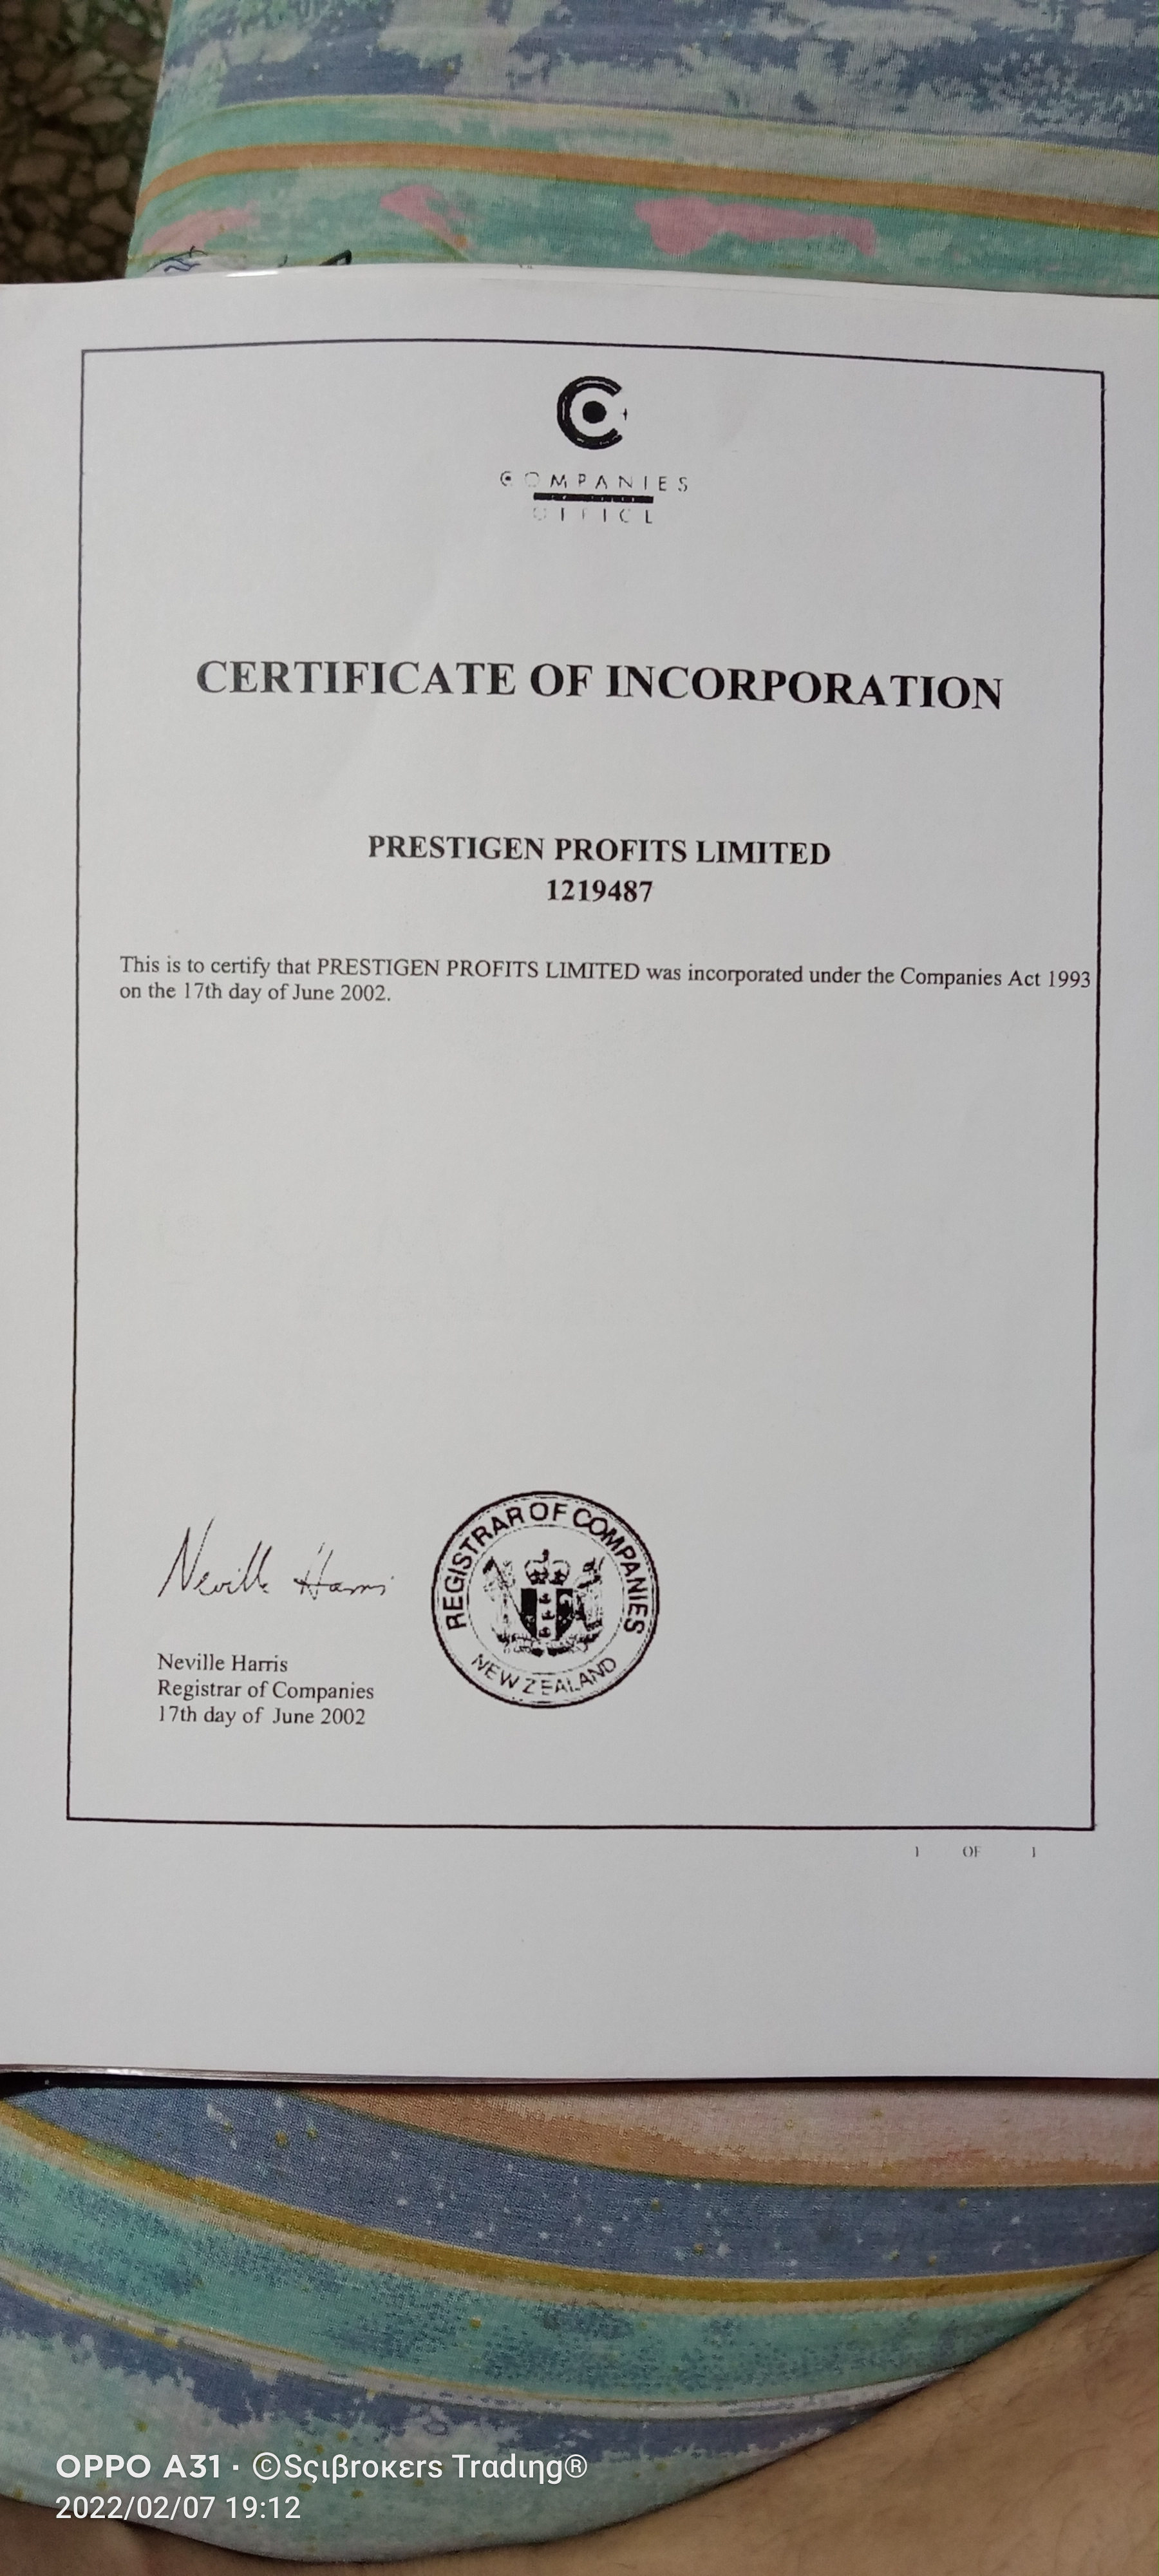 COMPANIES
OFFICE
CERTIFICATE OF INCORPORATION
PRESTIGEN PROFITS LIMITED
1219487
This is to certify that PRESTIGEN PROFITS LIMITED was incorporated under the Companies Act 1993
on the 17th day of June 2002.
Neville Harris
REGISTRAR OF COMPANIES
NEW ZEALAND
Neville Harris
Registrar of Companies
17th day of June 2002
1 OF 1
OPPO A31 · ©Sςιβrοκεrs Trαdιηg®
2022/02/07 19:12